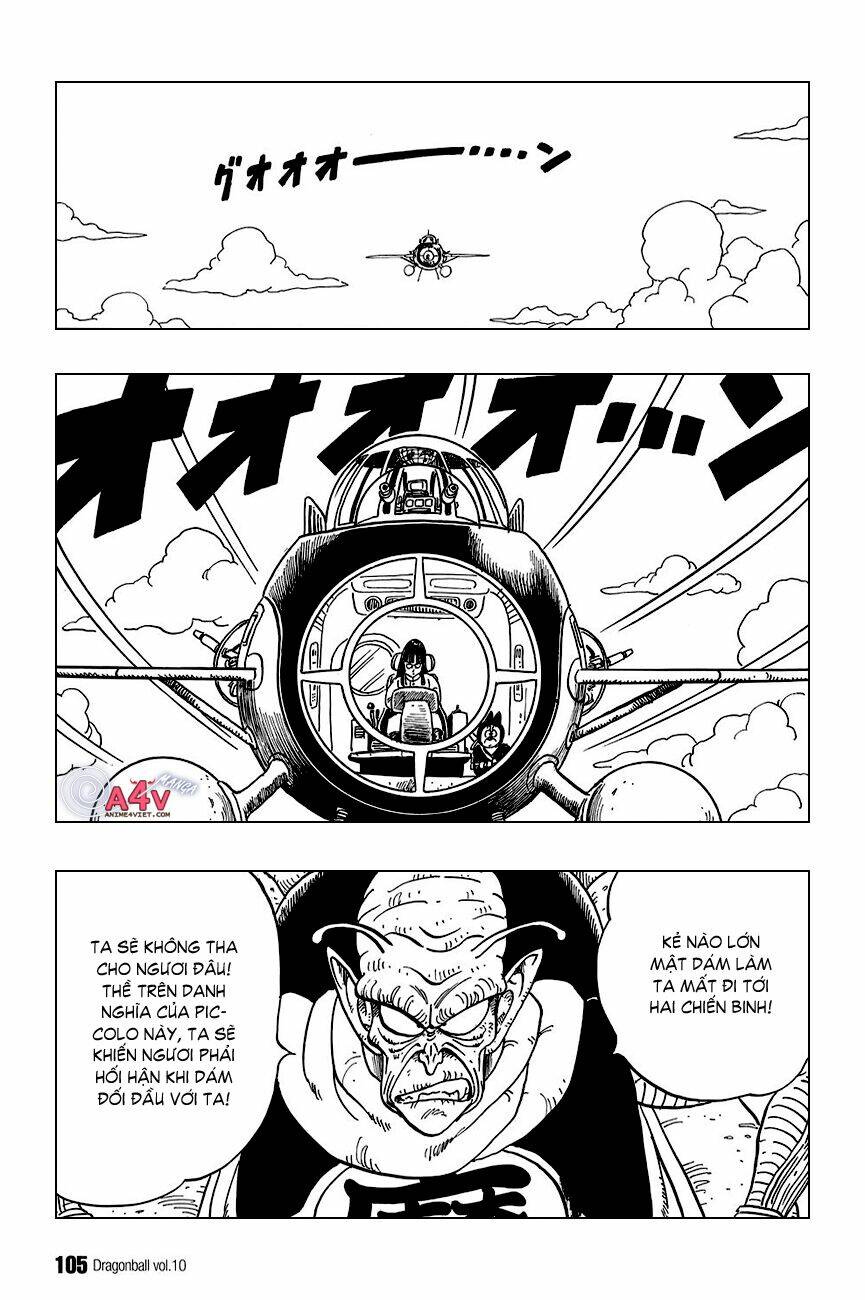 グオオオー・・・・ン
オオオオ・・・ン
A4V
MANGA
ANIME4VIET.COM
KẺ NÀO LỚN
MẬT DÁM LÀM
TA MẤT ĐI TỚI
HAI CHIẾN BINH!
TA SẼ KHÔNG THA
CHO NGƯƠI ĐÂU!
THỀ TRÊN DANH
NGHĨA CỦA PIC-
COLO NÀY, TA SẼ
KHIẾN NGƯƠI PHẢI
HỐI HẬN KHI DÁM
ĐỐI ĐẦU VỚI TA!
105 Dragonball vol.10